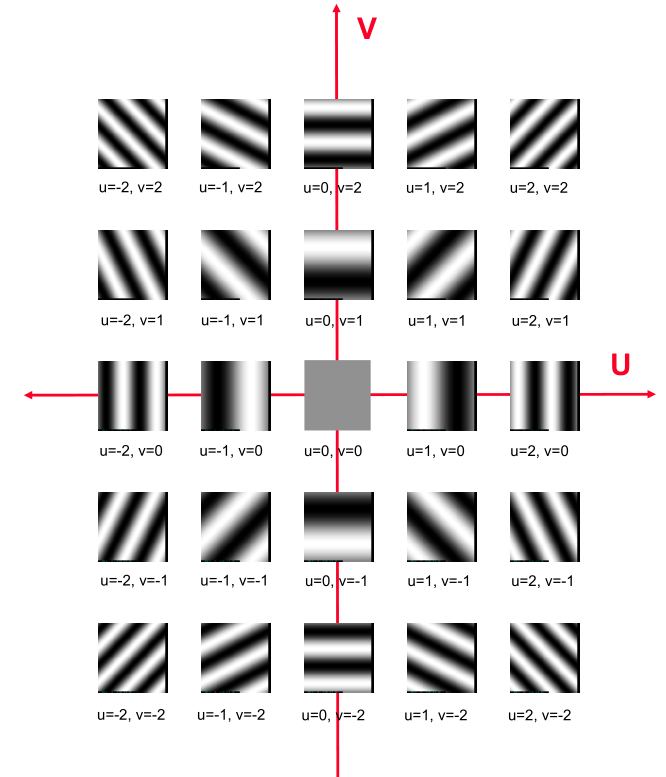 V
u=-2, v=2 u=-1, v=2 u=0, v=2 u=1, v=2 u=2, v=2
u=-2, v=1 u=-1, v=1 u=0, v=1 u=1, v=1 u=2, v=1
U
u=-2, v=0 u=-1, v=0 u=0, v=0 u=1, v=0 u=2, v=0
u=-2, v=-1 u=-1, v=-1 u=0, v=-1 u=1, v=-1 u=2, v=-1
u=-2, v=-2 u=-1, v=-2 u=0, v=-2 u=1, v=-2 u=2, v=-2